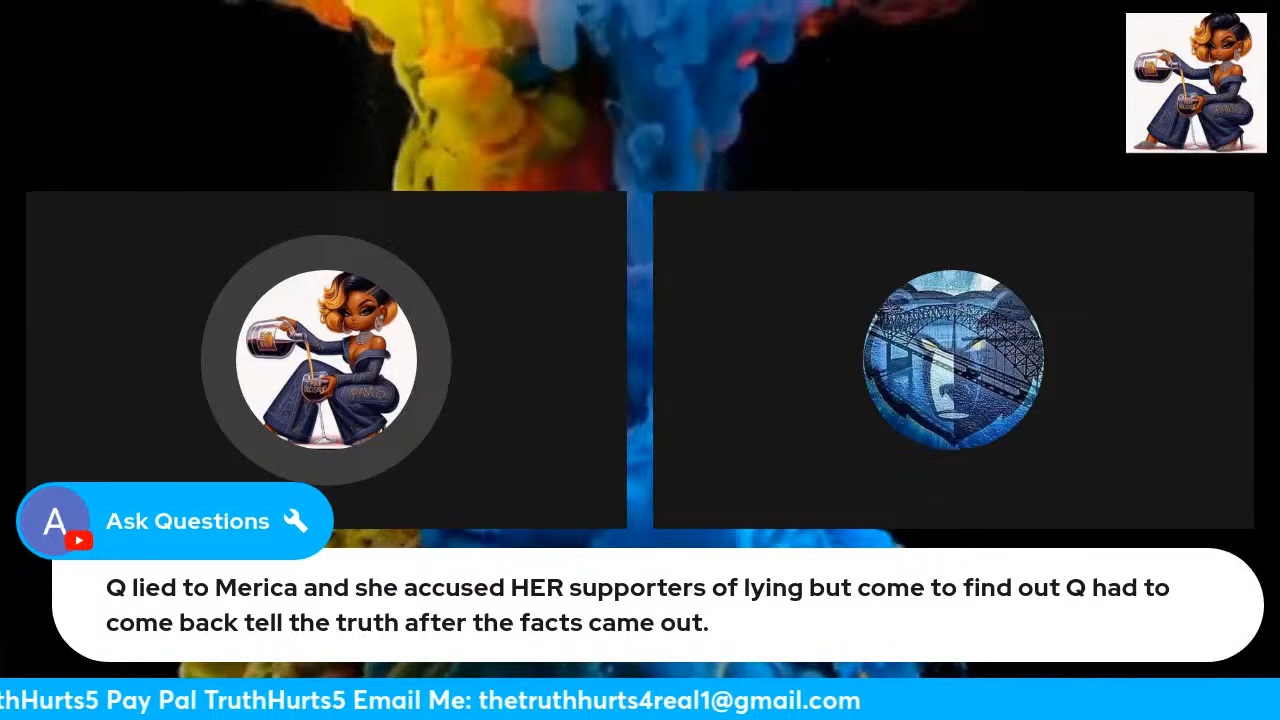 A
Ask Questions
Q lied to Merica and she accused HER supporters of lying but come to find out Q had to
come back tell the truth after the facts came out.
thHurts5 Pay Pal TruthHurts5 Email Me: thetruthhurts4real1@gmail.com